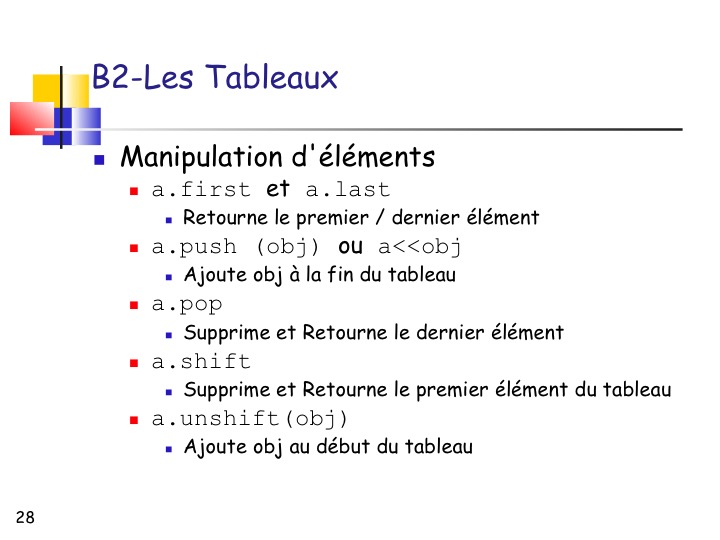 B2-Les Tableaux
Manipulation d'éléments
a.first et a.last
Retourne le premier / dernier élément
a.push (obj) ou a<<obj
Ajoute obj à la fin du tableau
a.pop
Supprime et Retourne le dernier élément
a.shift
Supprime et Retourne le premier élément du tableau
a.unshift(obj)
Ajoute obj au début du tableau
28